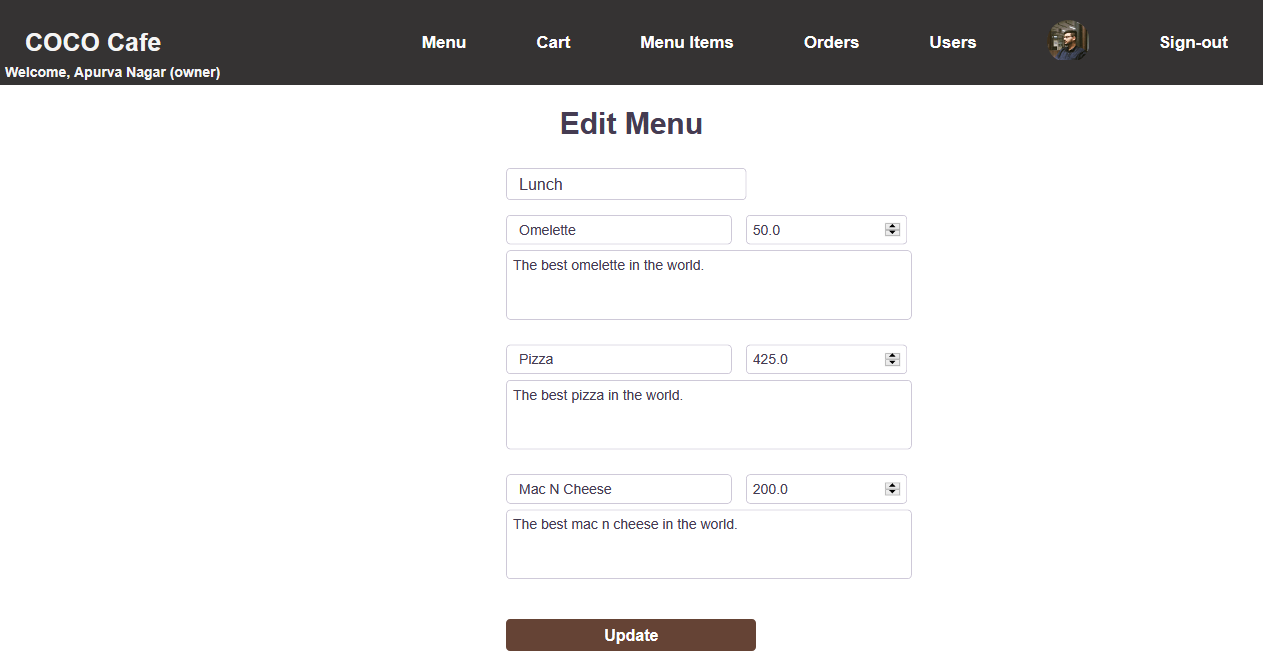 COCO Cafe
Menu Cart Menu Items Orders Users Sign-out
Welcome, Apurva Nagar (owner)
Edit Menu
Lunch
Omelette 50.0
The best omelette in the world.
Pizza 425.0
The best pizza in the world.
Mac N Cheese 200.0
The best mac n cheese in the world.
Update